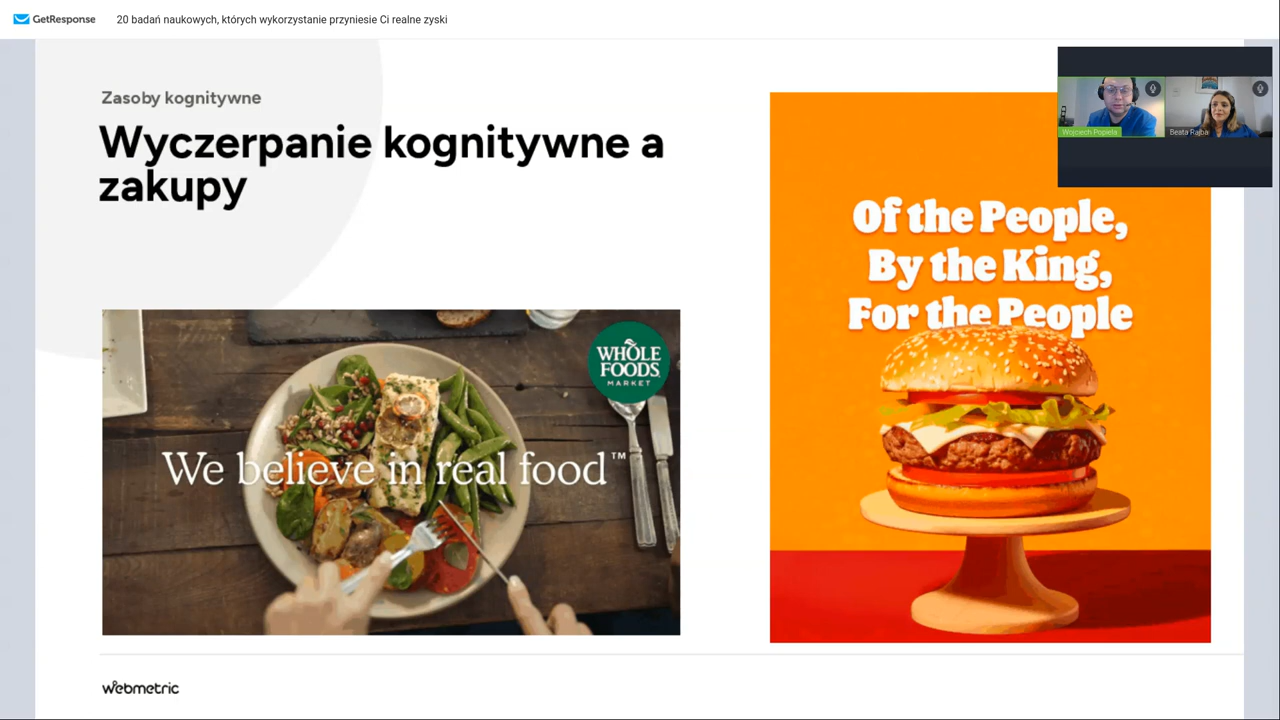 GetResponse
20 badań naukowych, których wykorzystanie przyniesie Ci realne zyski
Zasoby kognitywne
Wyczerpanie kognitywne a
zakupy
WHOLE
FOODS
MARKET
We believe in real food™
Of the People,
By the King,
For the People
Wojciech Popiela
Beata Rajba
webmetric